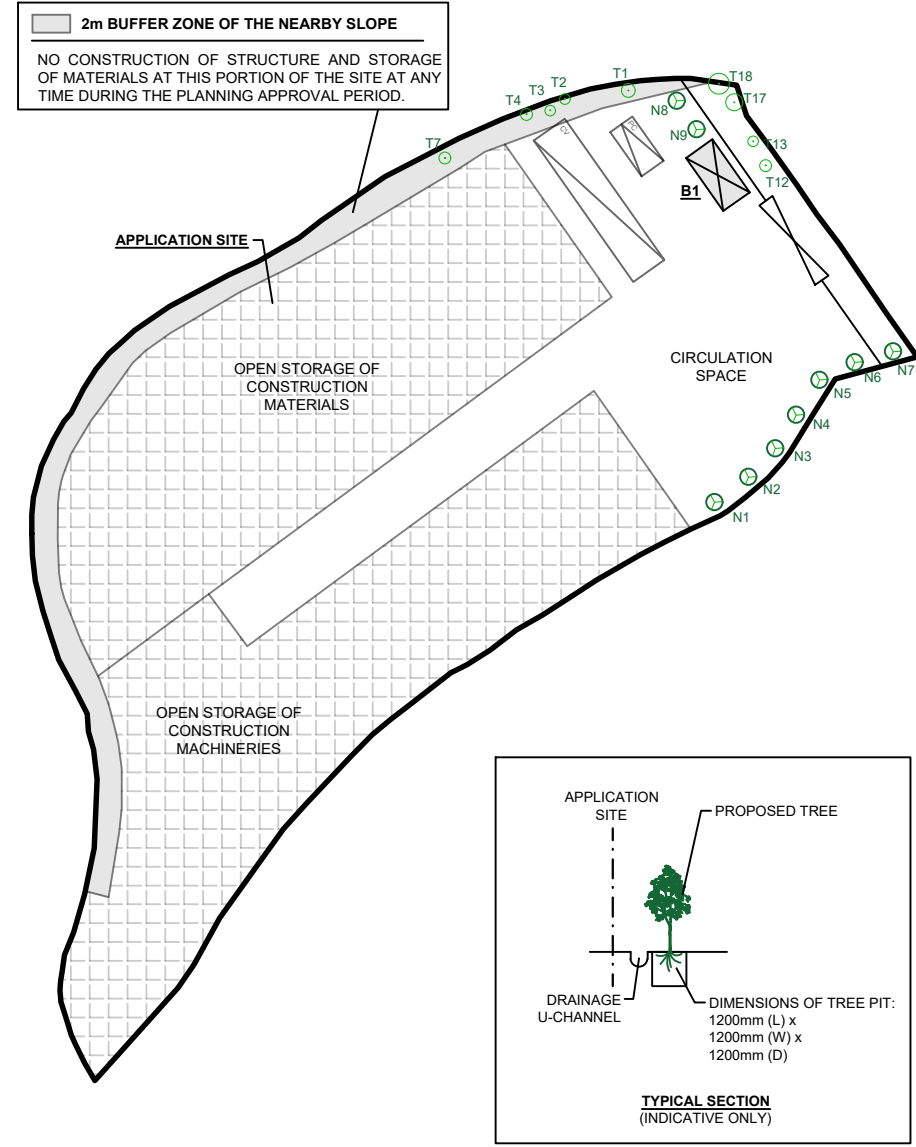 2m BUFFER ZONE OF THE NEARBY SLOPE
NO CONSTRUCTION OF STRUCTURE AND STORAGE
OF MATERIALS AT THIS PORTION OF THE SITE AT ANY
TIME DURING THE PLANNING APPROVAL PERIOD.
T1
T18
T2
T3
T4
T17
N8
CV
PC
N9
T13
T7
T12
B1
APPLICATION SITE
OPEN STORAGE OF
CONSTRUCTION
MATERIALS
CIRCULATION
SPACE
N7
N6
N5
N4
N3
N2
N1
OPEN STORAGE OF
CONSTRUCTION
MACHINERIES
APPLICATION
SITE
PROPOSED TREE
DRAINAGE
U-CHANNEL
DIMENSIONS OF TREE PIT:
1200mm (L) x
1200mm (W) x
1200mm (D)
TYPICAL SECTION
(INDICATIVE ONLY)